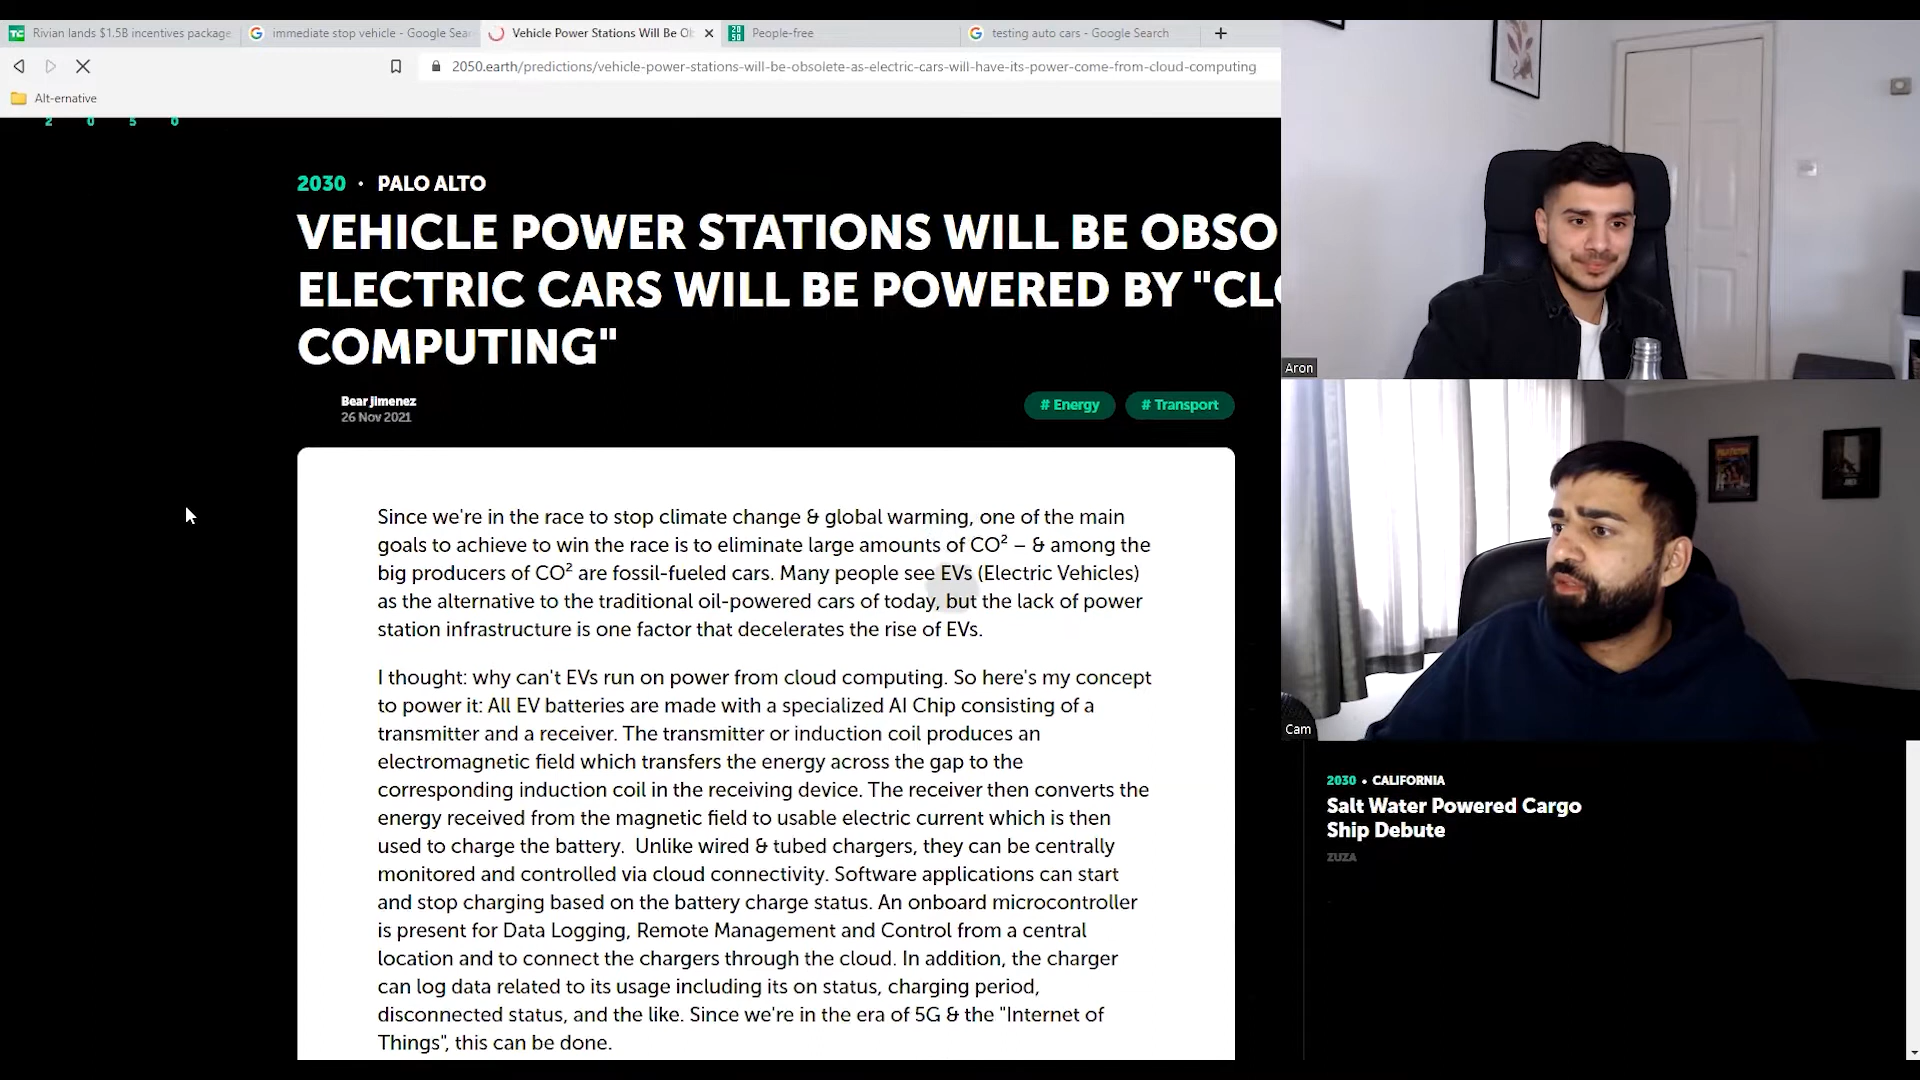 Rivian lands $1.5B incentives package
immediate stop vehicle - Google Sea
Vehicle Power Stations Will Be Ob
People-free
testing auto cars - Google Search
2050.earth/predictions/vehicle-power-stations-will-be-obsolete-as-electric-cars-will-have-its-power-come-from-cloud-computing
Alt-ernative
2 0 5 0
2030 · PALO ALTO
VEHICLE POWER STATIONS WILL BE OBSO
ELECTRIC CARS WILL BE POWERED BY "CLO
COMPUTING"
Bear Jimenez
26 Nov 2021
# Energy
# Transport
Since we're in the race to stop climate change & global warming, one of the main
goals to achieve to win the race is to eliminate large amounts of CO² – & among the
big producers of CO² are fossil-fueled cars. Many people see EVs (Electric Vehicles)
as the alternative to the traditional oil-powered cars of today, but the lack of power
station infrastructure is one factor that decelerates the rise of EVs.
I thought: why can't EVs run on power from cloud computing. So here's my concept
to power it: All EV batteries are made with a specialized AI Chip consisting of a
transmitter and a receiver. The transmitter or induction coil produces an
electromagnetic field which transfers the energy across the gap to the
corresponding induction coil in the receiving device. The receiver then converts the
energy received from the magnetic field to usable electric current which is then
used to charge the battery.  Unlike wired & tubed chargers, they can be centrally
monitored and controlled via cloud connectivity. Software applications can start
and stop charging based on the battery charge status. An onboard microcontroller
is present for Data Logging, Remote Management and Control from a central
location and to connect the chargers through the cloud. In addition, the charger
can log data related to its usage including its on status, charging period,
disconnected status, and the like. Since we're in the era of 5G & the "Internet of
Things", this can be done.
Aron
Cam
2030 • CALIFORNIA
Salt Water Powered Cargo
Ship Debute
ZUZA